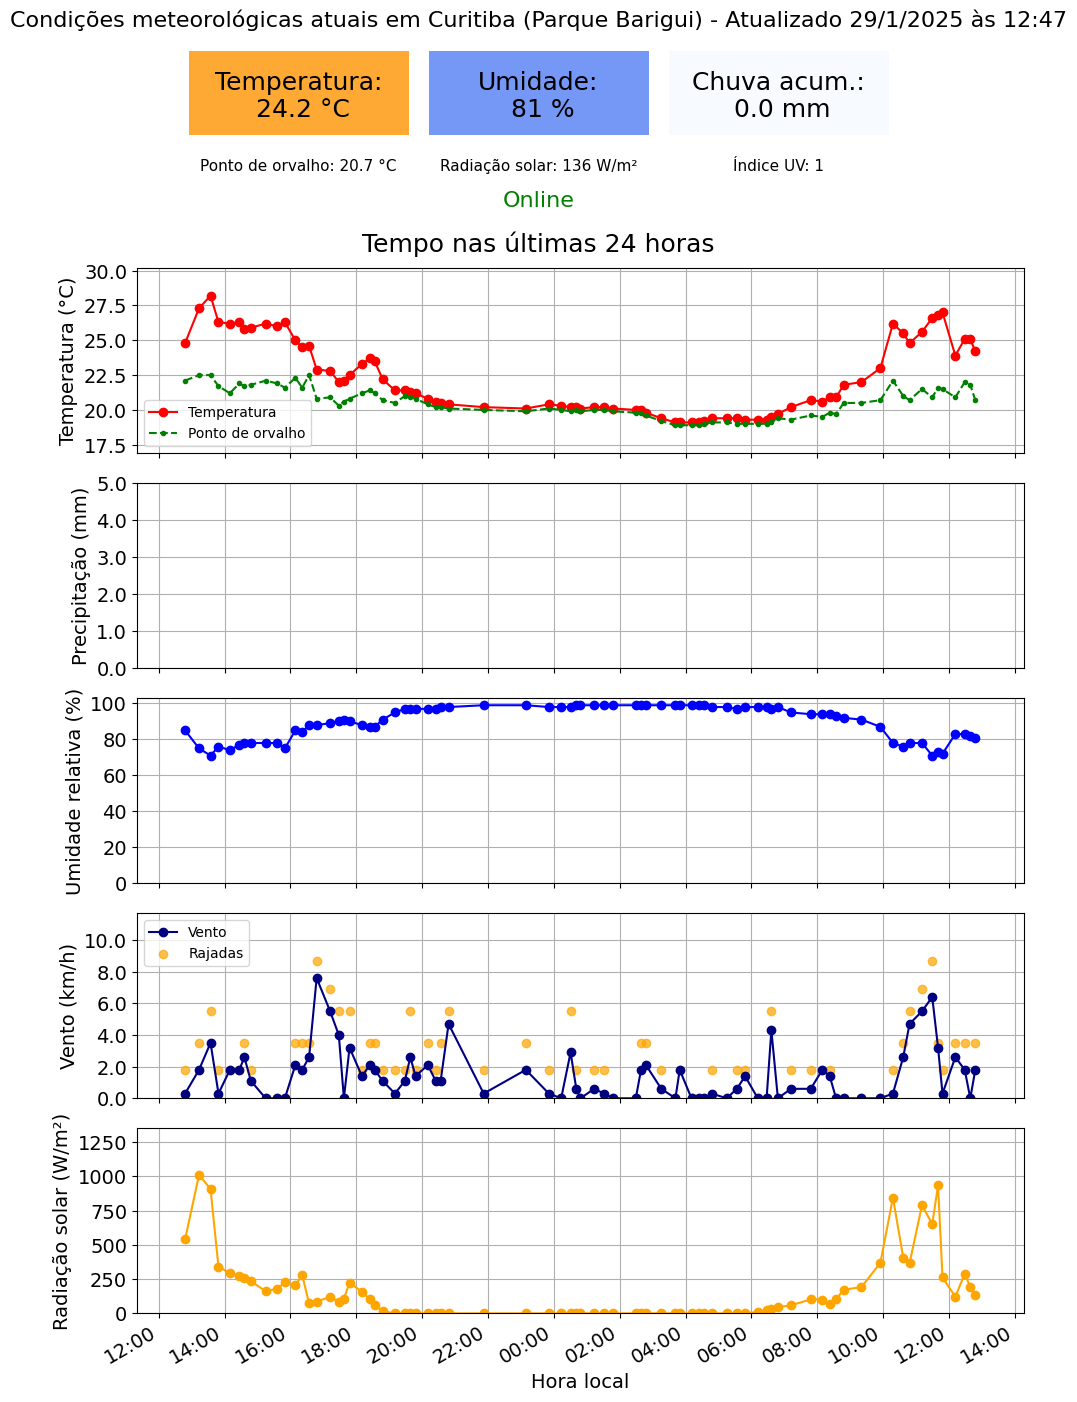 Condições meteorológicas atuais em Curitiba (Parque Barigui) - Atualizado 29/1/2025 às 12:47
Temperatura:
24.2 °C
Umidade:
81 %
Chuva acum.:
0.0 mm
Ponto de orvalho: 20.7 °C
Radiação solar: 136 W/m²
Índice UV: 1
Online
Tempo nas últimas 24 horas
Temperatura (°C)
30.0
27.5
25.0
22.5
20.0
17.5
Temperatura
Ponto de orvalho
Precipitação (mm)
5.0
4.0
3.0
2.0
1.0
0.0
Umidade relativa (%)
100
80
60
40
20
0
Vento (km/h)
10.0
8.0
6.0
4.0
2.0
0.0
Vento
Rajadas
Radiação solar (W/m²)
1250
1000
750
500
250
0
12:00
14:00
16:00
18:00
20:00
22:00
00:00
02:00
04:00
06:00
08:00
10:00
12:00
14:00
Hora local